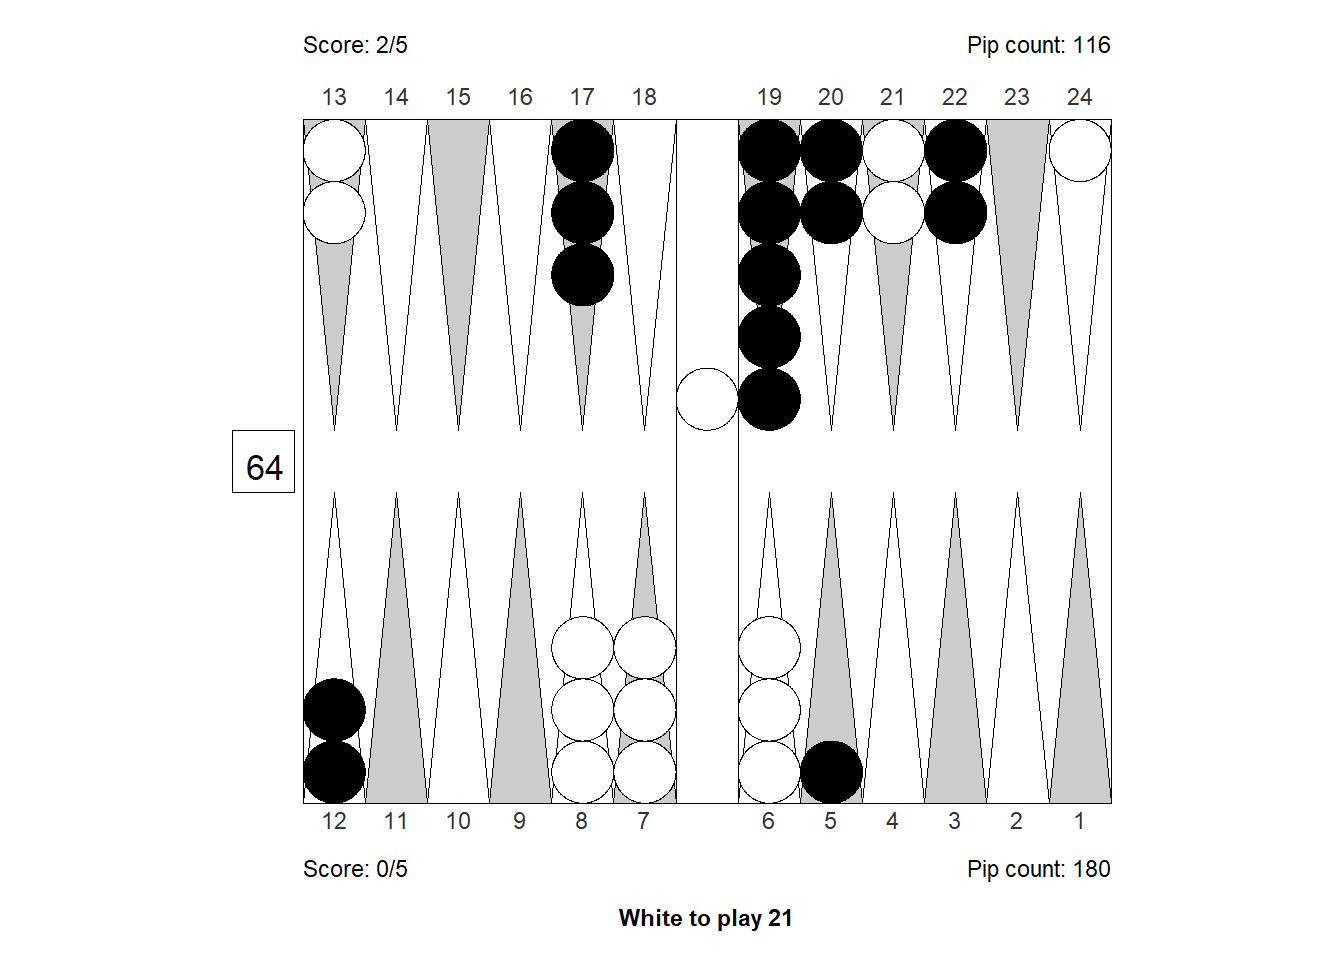 Score: 2/5 Pip count: 116
13 14 15 16 17 18 19 20 21 22 23 24
64
12 11 10 9 8 7 6 5 4 3 2 1
Score: 0/5 Pip count: 180
White to play 21